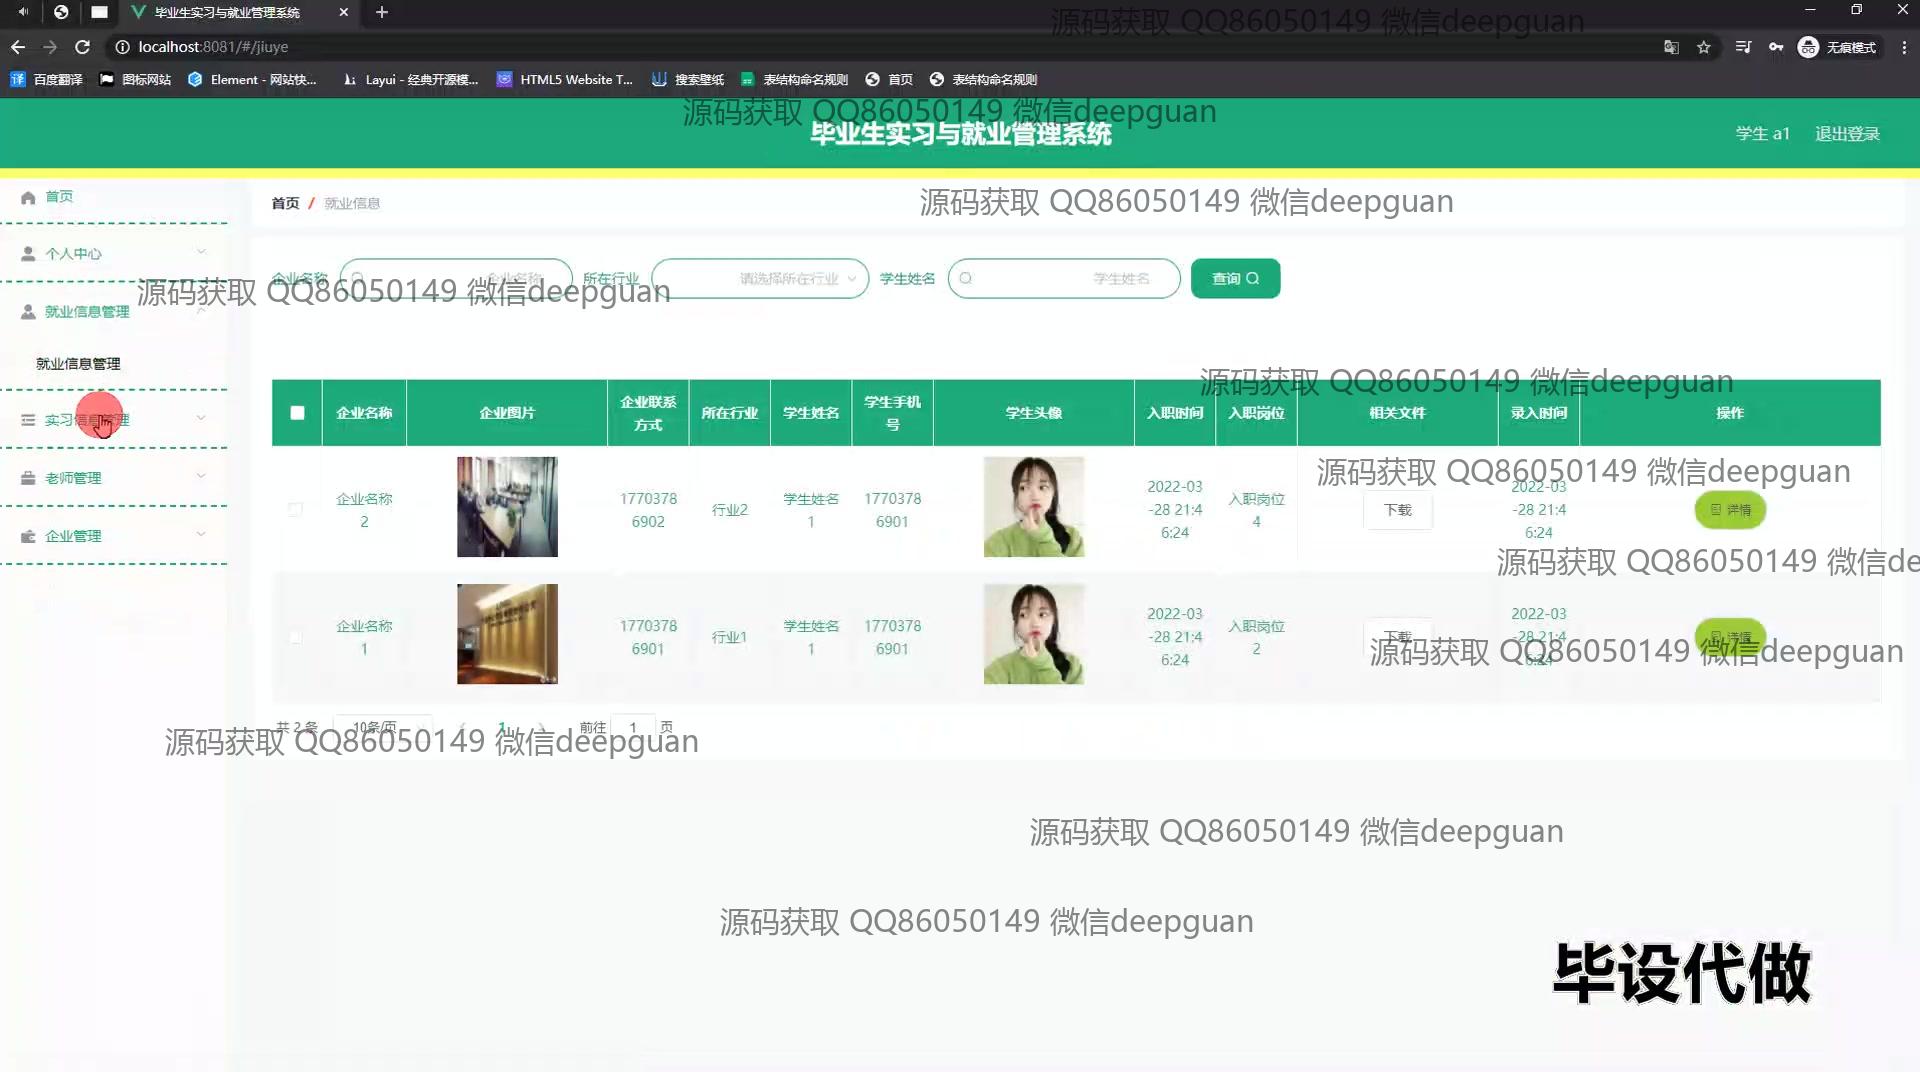 毕业生实习与就业管理系统
localhost:8081/#/jiuye
无痕模式
百度翻译 图标网站 Element - 网站快... Layui - 经典开源模... HTML5 Website T... 搜索壁纸 表结构命名规则 首页 表结构命名规则
源码获取 QQ86050149 微信deepguan
源码获取 QQ86050149 微信deepguan
毕业生实习与就业管理系统
学生 a1 退出登录
首页
个人中心
就业信息管理
就业信息管理
实习信息管理
老师管理
企业管理
首页 / 就业信息
源码获取 QQ86050149 微信deepguan
企业名称 企业名称 所在行业 请选择所在行业 学生姓名 学生姓名 查询
源码获取 QQ86050149 微信deepguan
源码获取 QQ86050149 微信deepguan
企业名称 企业图片 企业联系方式 所在行业 学生姓名 学生手机号 学生头像 入职时间 入职岗位 相关文件 录入时间 操作
源码获取 QQ86050149 微信deepguan
企业名称2 17703786902 行业2 学生姓名1 17703786901 2022-03-28 21:46:24 入职岗位4 下载 2022-03-28 21:46:24 详情
源码获取 QQ86050149 微信de
企业名称1 17703786901 行业1 学生姓名1 17703786901 2022-03-28 21:46:24 入职岗位2 下载 2022-03-28 21:46:24 详情
源码获取 QQ86050149 微信deepguan
共 2 条 10条/页 1 前往 1 页
源码获取 QQ86050149 微信deepguan
源码获取 QQ86050149 微信deepguan
源码获取 QQ86050149 微信deepguan
毕设代做